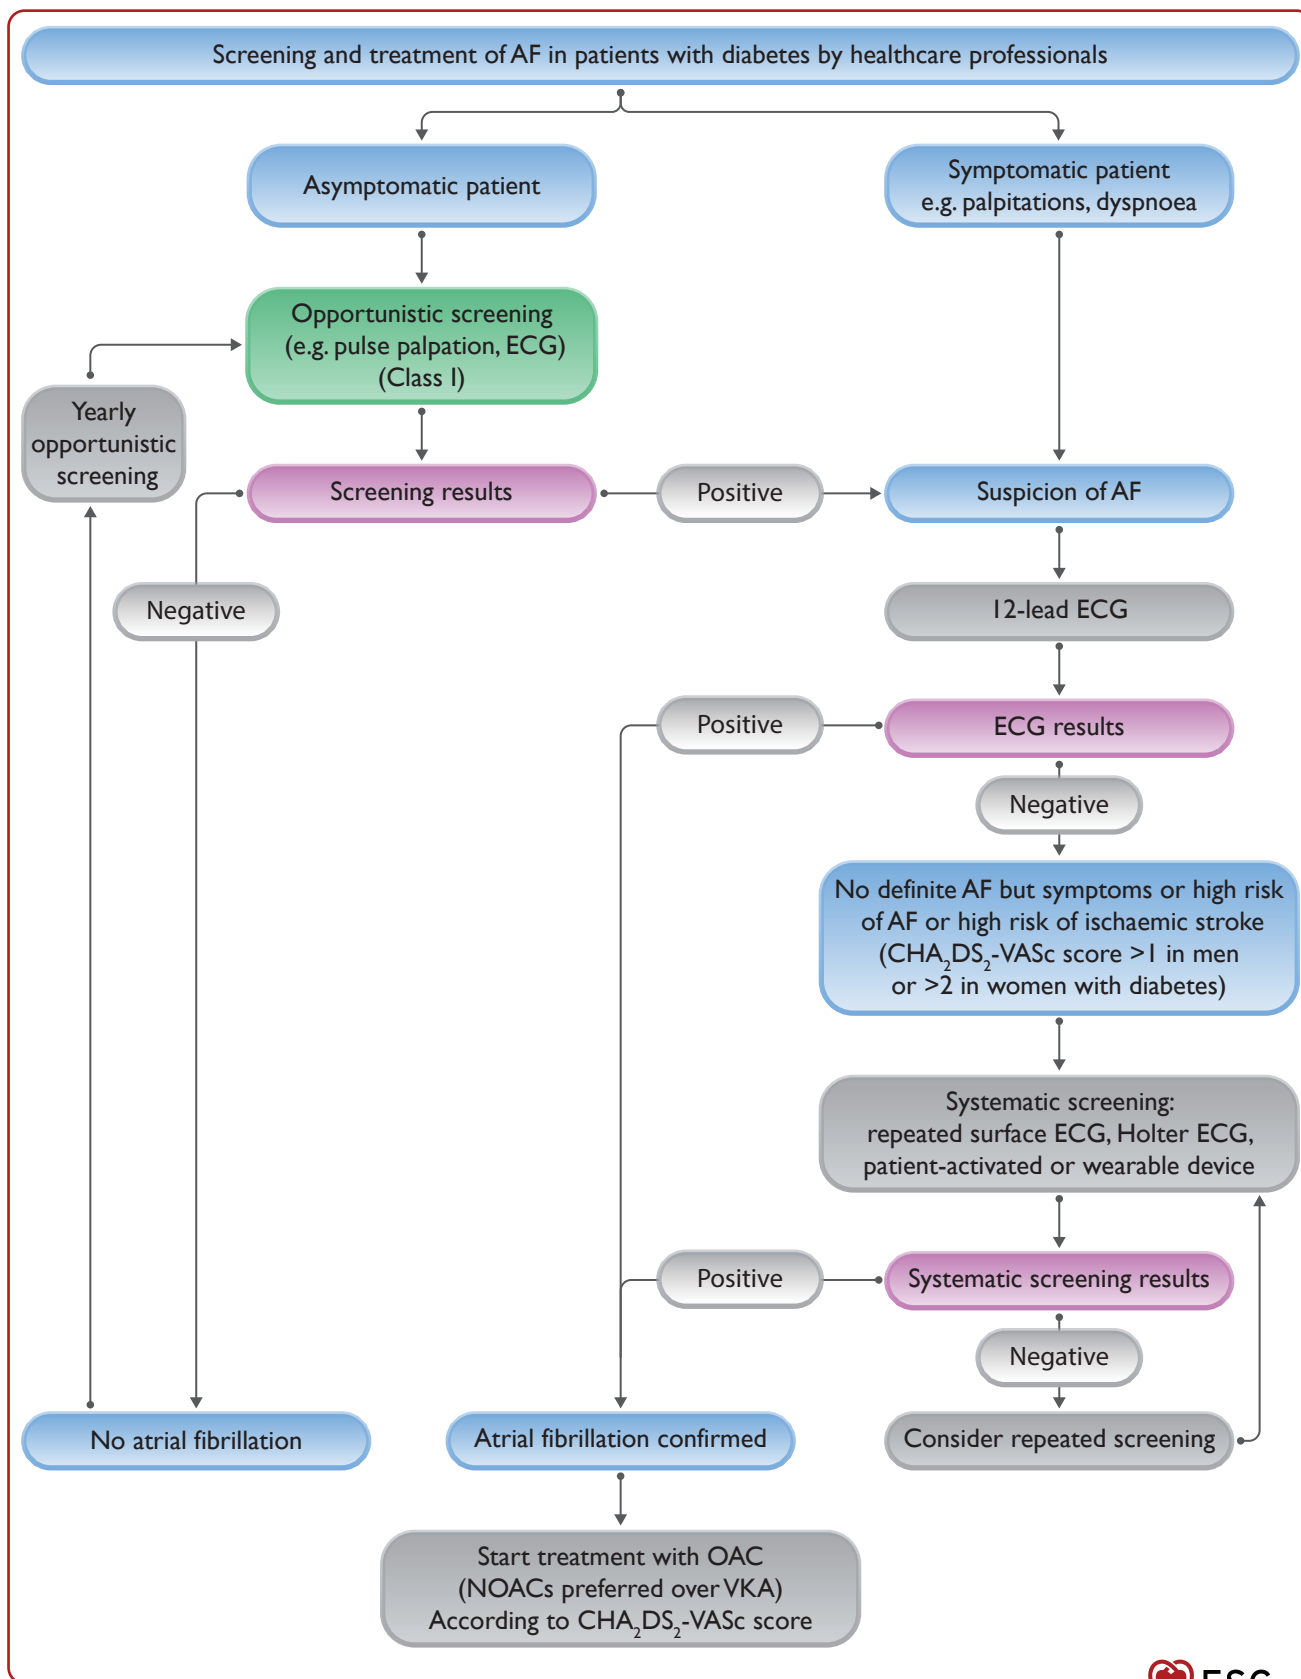 Screening and treatment of AF in patients with diabetes by healthcare professionals
Asymptomatic patient
Symptomatic patient
e.g. palpitations, dyspnoea
Opportunistic screening
(e.g. pulse palpation, ECG)
(Class I)
Yearly
opportunistic
screening
Screening results
Positive
Suspicion of AF
Negative
12-lead ECG
Positive
ECG results
Negative
No definite AF but symptoms or high risk
of AF or high risk of ischaemic stroke
(CHA₂DS₂-VASc score >1 in men
or >2 in women with diabetes)
Systematic screening:
repeated surface ECG, Holter ECG,
patient-activated or wearable device
Positive
Systematic screening results
Negative
No atrial fibrillation
Atrial fibrillation confirmed
Consider repeated screening
Start treatment with OAC
(NOACs preferred over VKA)
According to CHA₂DS₂-VASc score
ESC